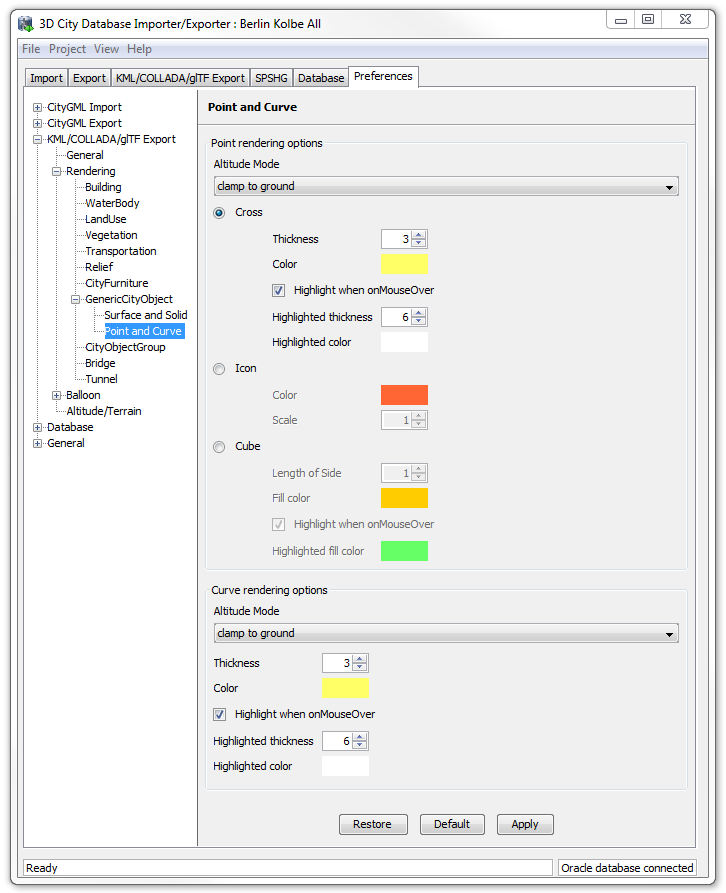 3D City Database Importer/Exporter : Berlin Kolbe All
File Project View Help
Import Export KML/COLLADA/glTF Export SPSHG Database Preferences
CityGML Import
CityGML Export
KML/COLLADA/glTF Export
General
Rendering
Building
WaterBody
LandUse
Vegetation
Transportation
Relief
CityFurniture
GenericCityObject
Surface and Solid
Point and Curve
CityObjectGroup
Bridge
Tunnel
Balloon
Altitude/Terrain
Database
General
Point and Curve
Point rendering options
Altitude Mode
clamp to ground
Cross
Thickness 3
Color
Highlight when onMouseOver
Highlighted thickness 6
Highlighted color
Icon
Color
Scale 1
Cube
Length of Side 1
Fill color
Highlight when onMouseOver
Highlighted fill color
Curve rendering options
Altitude Mode
clamp to ground
Thickness 3
Color
Highlight when onMouseOver
Highlighted thickness 6
Highlighted color
Restore Default Apply
Ready Oracle database connected